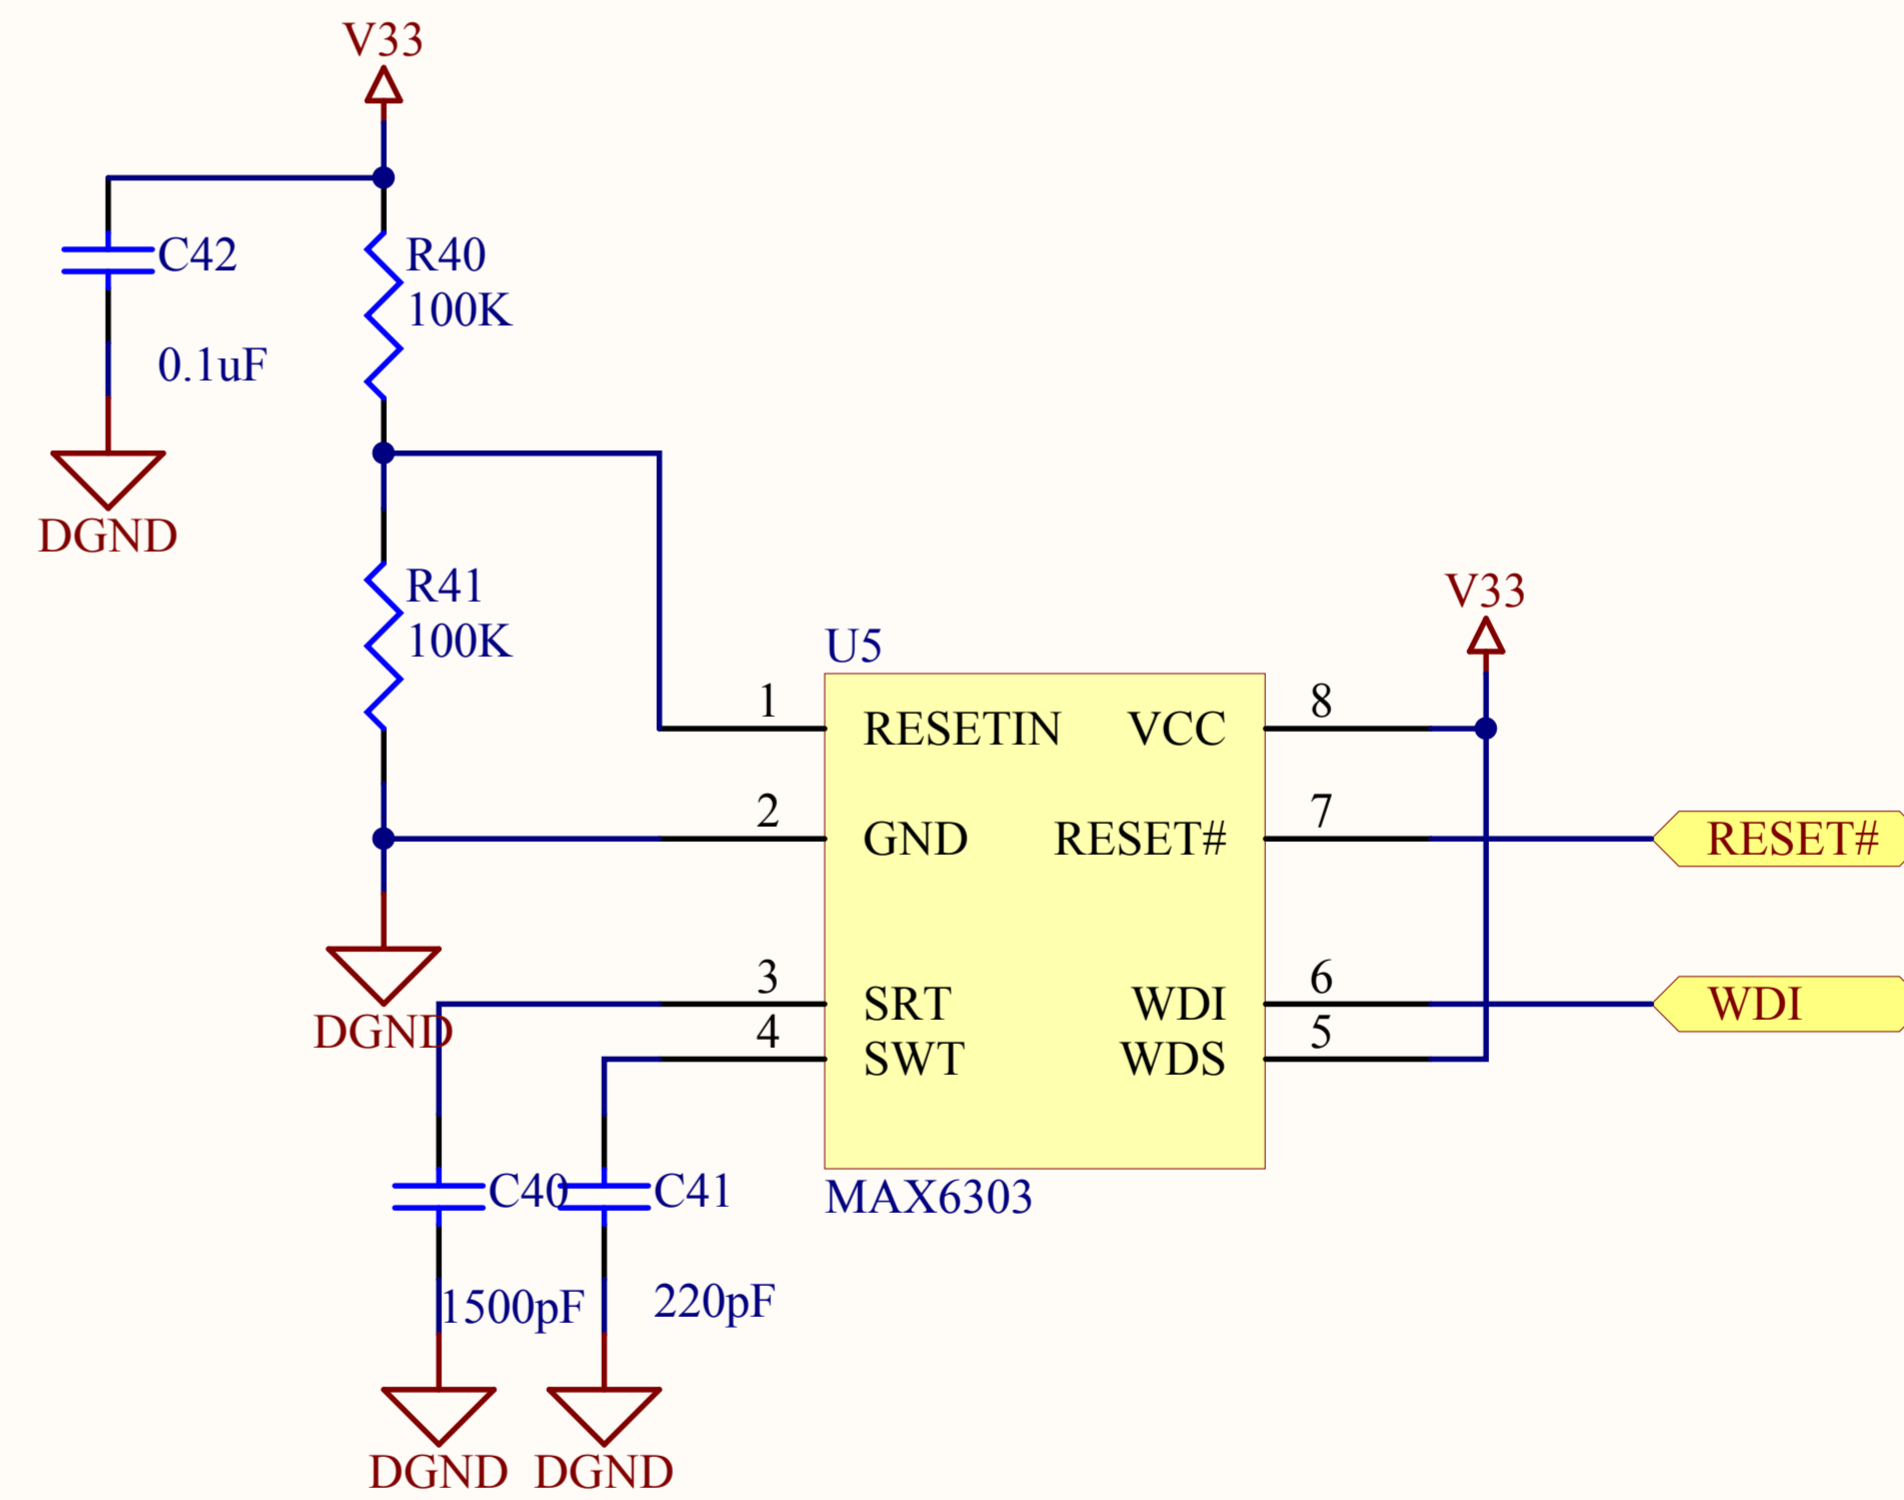 V33
C42
0.1uF
DGND
R40
100K
R41
100K
DGND
U5
1
RESETIN
2
GND
3
SRT
4
SWT
VCC
8
RESET#
7
WDI
6
WDS
5
MAX6303
V33
RESET#
WDI
C40
1500pF
DGND
C41
220pF
DGND